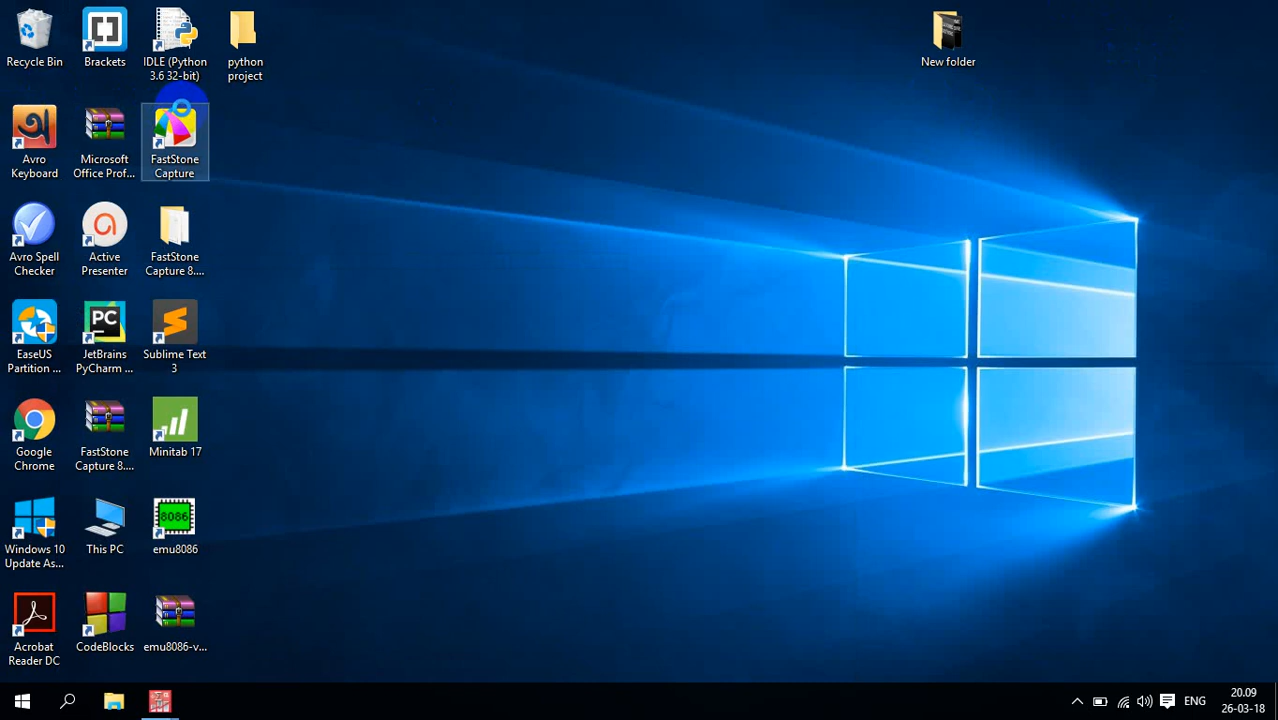 Recycle Bin
Brackets
IDLE (Python
3.6 32-bit)
python
project
New folder
Avro
Keyboard
Microsoft
Office Prof...
FastStone
Capture
Avro Spell
Checker
Active
Presenter
FastStone
Capture 8....
EaseUS
Partition ...
PC
JetBrains
PyCharm ...
Sublime Text
3
Google
Chrome
FastStone
Capture 8....
Minitab 17
Windows 10
Update As...
This PC
8086
emu8086
Acrobat
Reader DC
CodeBlocks
emu8086-v...
ENG
20.09
26-03-18